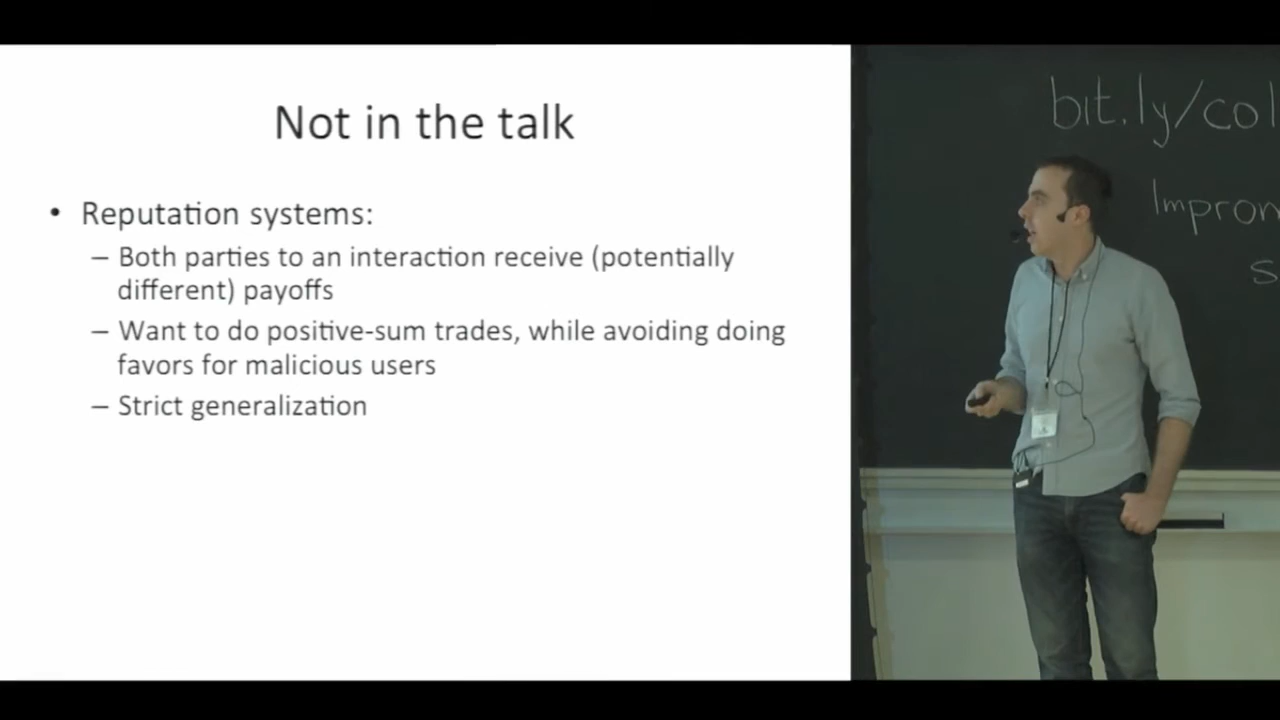 Not in the talk
• Reputation systems:
– Both parties to an interaction receive (potentially
different) payoffs
– Want to do positive-sum trades, while avoiding doing
favors for malicious users
– Strict generalization
bit.ly/col
Impron
s